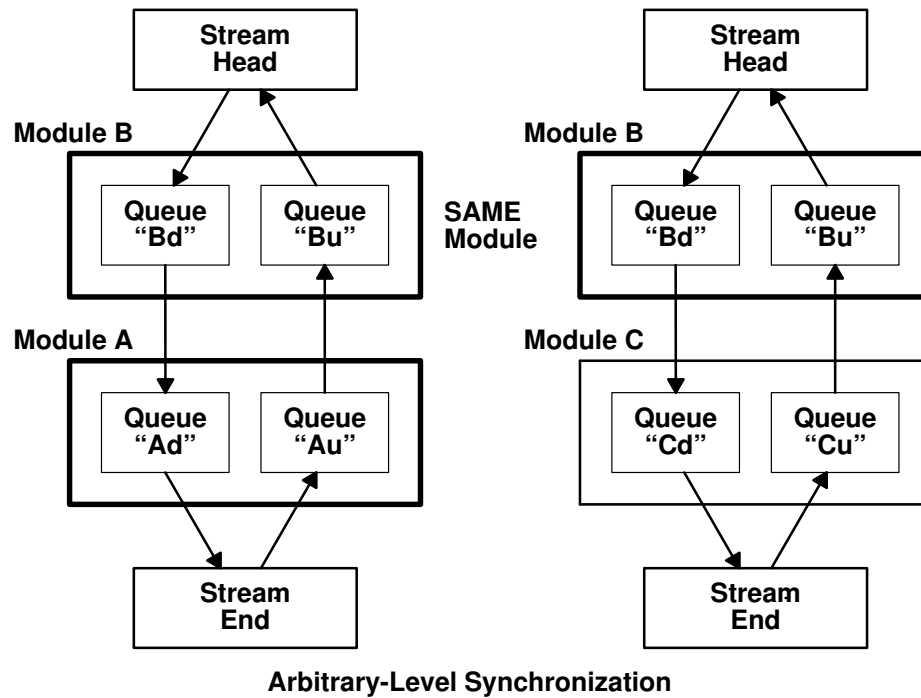 Stream
Head
Stream
Head
Module B
Module B
Queue
“Bd”
Queue
“Bu”
SAME
Module
Queue
“Bd”
Queue
“Bu”
Module A
Module C
Queue
“Ad”
Queue
“Au”
Queue
“Cd”
Queue
“Cu”
Stream
End
Stream
End
Arbitrary-Level Synchronization